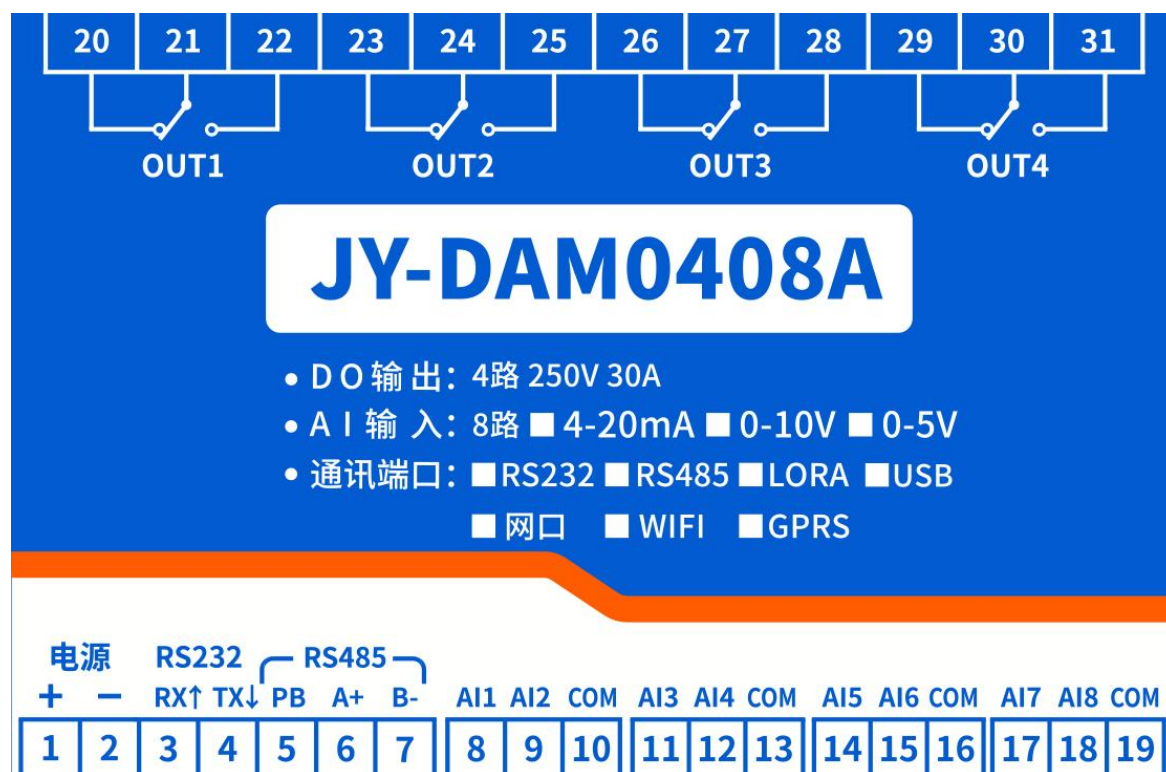 20 21 22 23 24 25 26 27 28 29 30 31
OUT1 OUT2 OUT3 OUT4
JY-DAM0408A
• DO输出: 4路 250V 30A
• AI输入: 8路 ■ 4-20mA ■ 0-10V ■ 0-5V
• 通讯端口: ■RS232 ■RS485 ■LORA ■USB
■网口 ■WIFI ■GPRS
电源 RS232 RS485
+ − RX↑ TX↓ PB A+ B- AI1 AI2 COM AI3 AI4 COM AI5 AI6 COM AI7 AI8 COM
1 2 3 4 5 6 7 8 9 10 11 12 13 14 15 16 17 18 19